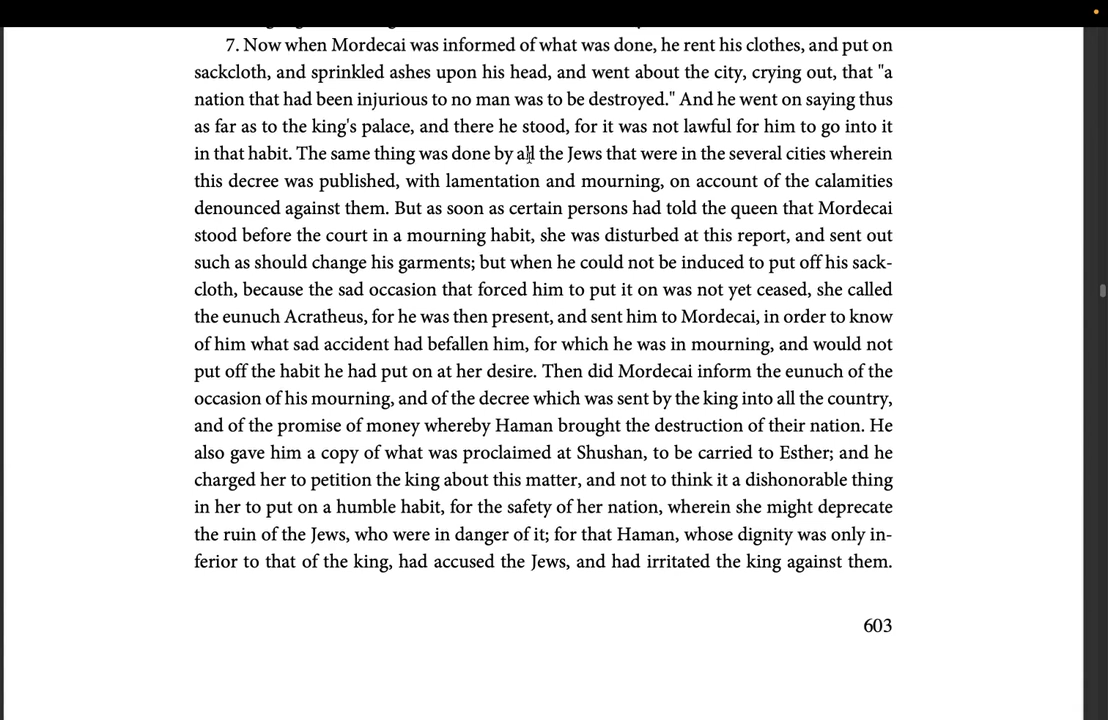 7. Now when Mordecai was informed of what was done, he rent his clothes, and put on
sackcloth, and sprinkled ashes upon his head, and went about the city, crying out, that "a
nation that had been injurious to no man was to be destroyed." And he went on saying thus
as far as to the king's palace, and there he stood, for it was not lawful for him to go into it
in that habit. The same thing was done by all the Jews that were in the several cities wherein
this decree was published, with lamentation and mourning, on account of the calamities
denounced against them. But as soon as certain persons had told the queen that Mordecai
stood before the court in a mourning habit, she was disturbed at this report, and sent out
such as should change his garments; but when he could not be induced to put off his sack-
cloth, because the sad occasion that forced him to put it on was not yet ceased, she called
the eunuch Acratheus, for he was then present, and sent him to Mordecai, in order to know
of him what sad accident had befallen him, for which he was in mourning, and would not
put off the habit he had put on at her desire. Then did Mordecai inform the eunuch of the
occasion of his mourning, and of the decree which was sent by the king into all the country,
and of the promise of money whereby Haman brought the destruction of their nation. He
also gave him a copy of what was proclaimed at Shushan, to be carried to Esther; and he
charged her to petition the king about this matter, and not to think it a dishonorable thing
in her to put on a humble habit, for the safety of her nation, wherein she might deprecate
the ruin of the Jews, who were in danger of it; for that Haman, whose dignity was only in-
ferior to that of the king, had accused the Jews, and had irritated the king against them.
603